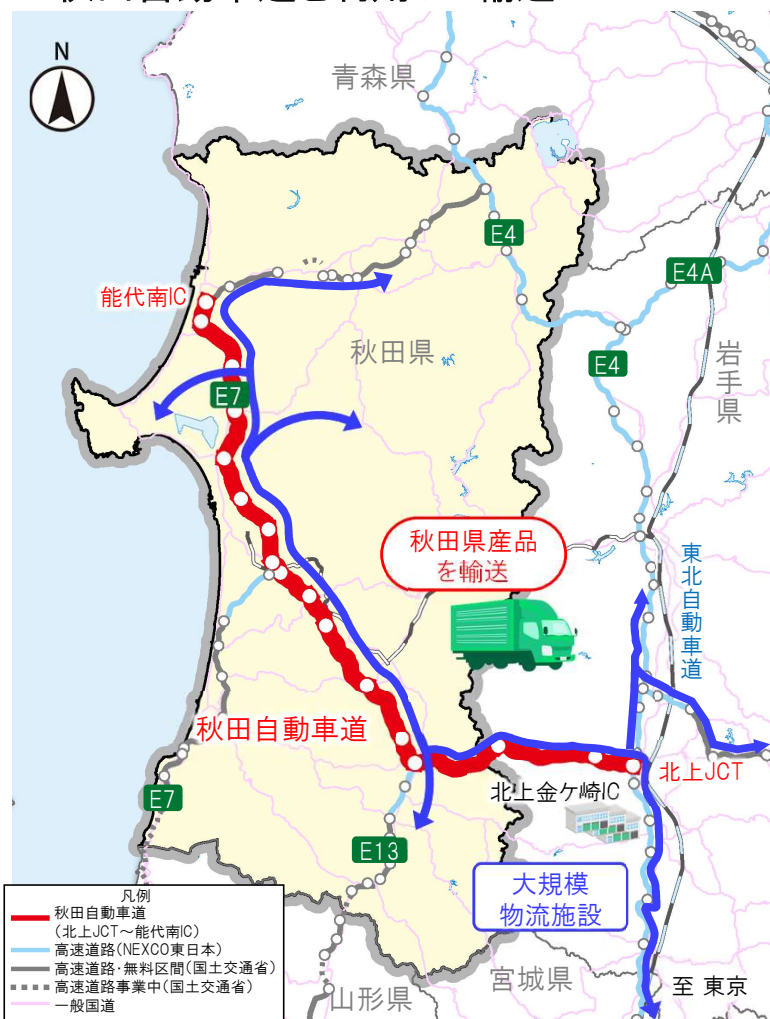 N
青森県
E4
E4A
能代南IC
秋田県
E4
岩手県
E7
秋田県産品
を輸送
東北自動車道
秋田自動車道
北上JCT
E7
北上金ケ崎IC
E13
大規模
物流施設
凡例
秋田自動車道
(北上JCT～能代南IC)
高速道路(NEXCO東日本)
高速道路・無料区間(国土交通省)
高速道路事業中(国土交通省)
一般国道
山形県
宮城県
至 東京